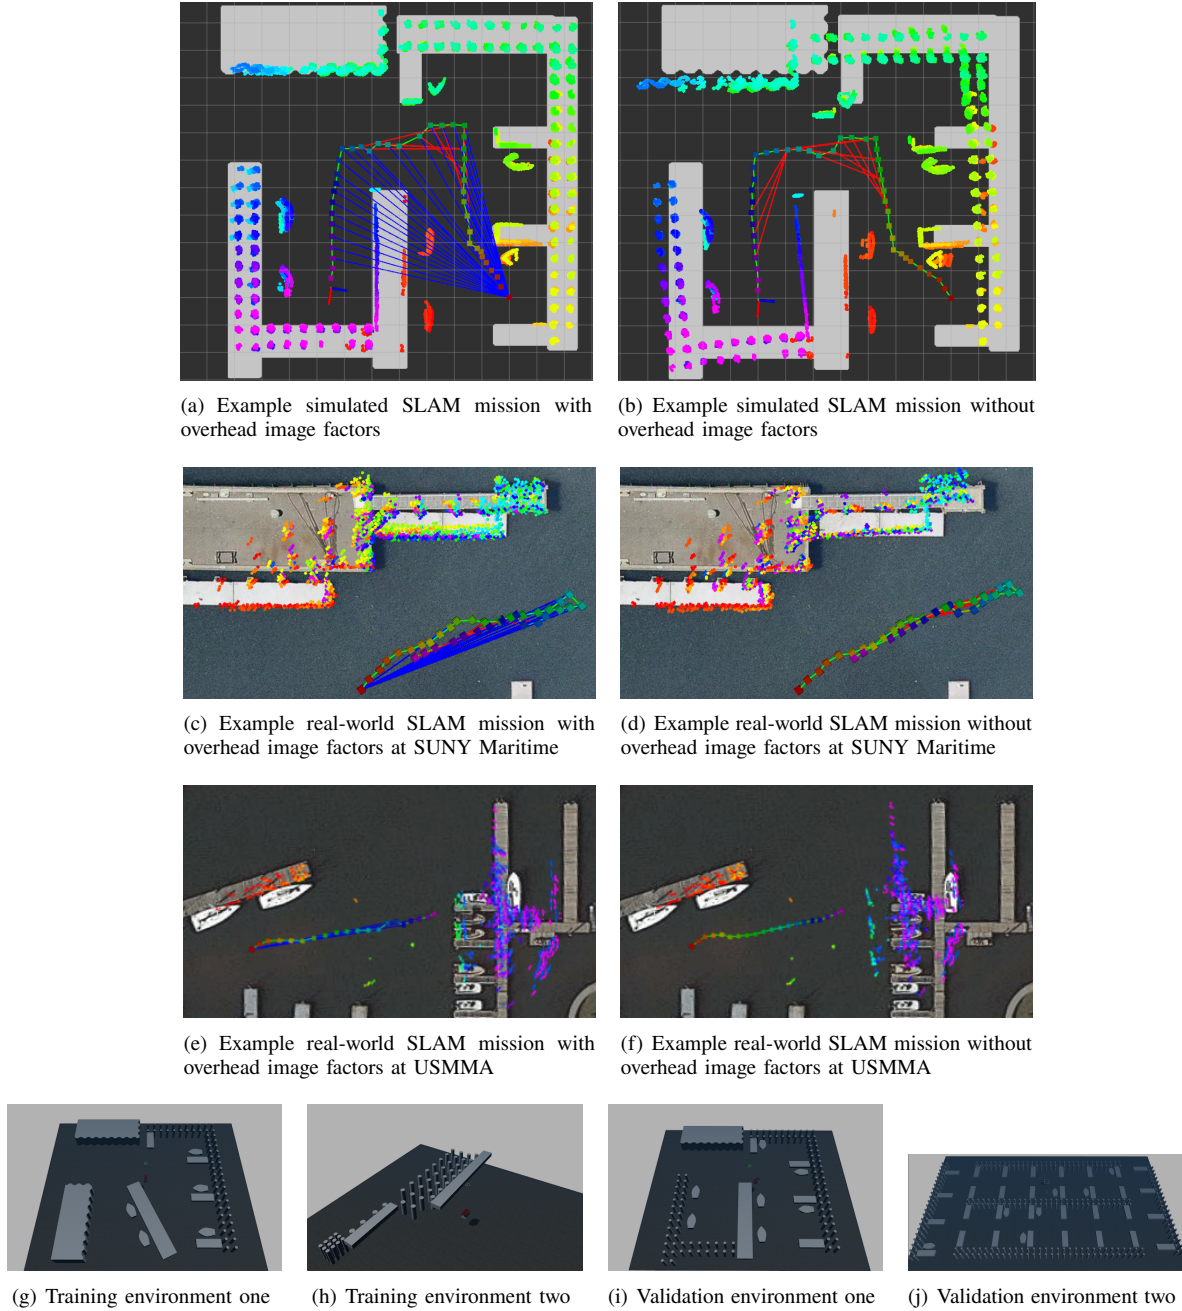 (a) Example simulated SLAM mission with
overhead image factors
(b) Example simulated SLAM mission without
overhead image factors
(c) Example real-world SLAM mission with
overhead image factors at SUNY Maritime
(d) Example real-world SLAM mission without
overhead image factors at SUNY Maritime
(e) Example real-world SLAM mission with
overhead image factors at USMMA
(f) Example real-world SLAM mission without
overhead image factors at USMMA
(g) Training environment one
(h) Training environment two
(i) Validation environment one
(j) Validation environment two